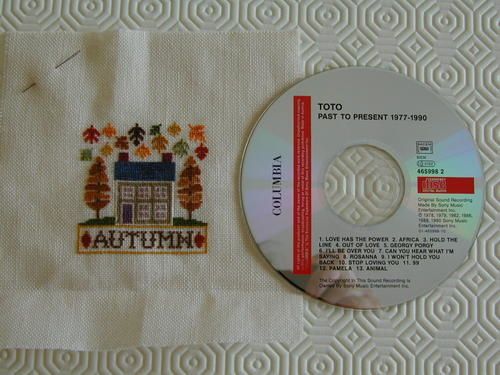 AUTUMN
TOTO
PAST TO PRESENT 1977-1990
COLUMBIA
465998 2
COMPACT
disc
DIGITAL AUDIO
Original Sound Recording
Made By Sony Music
Entertainment Inc.
1. LOVE HAS THE POWER 2. AFRICA 3. HOLD THE
LINE 4. OUT OF LOVE 5. GEORGY PORGY
6. I'LL BE OVER YOU 7. CAN YOU HEAR WHAT I'M
SAYING 8. ROSANNA 9. I WON'T HOLD YOU
BACK 10. STOP LOVING YOU 11. 99
12. PAMELA 13. ANIMAL
The Copyright In This Sound Recording is
Owned By Sony Music Entertainment Inc.